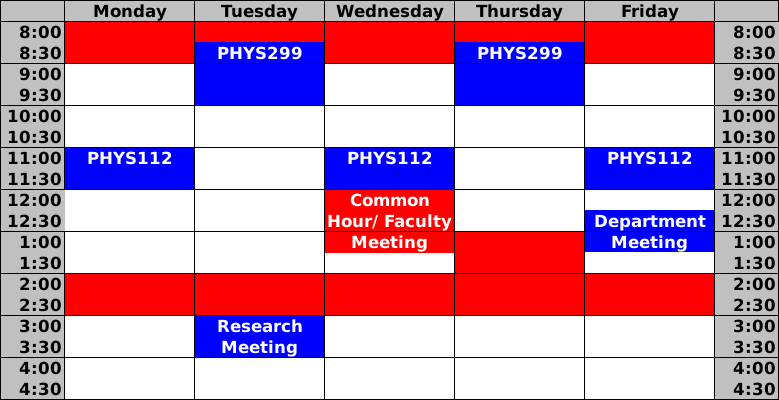 Monday Tuesday Wednesday Thursday Friday
8:00 8:00
8:30 PHYS299 PHYS299 8:30
9:00 9:00
9:30 9:30
10:00 10:00
10:30 10:30
11:00 PHYS112 PHYS112 PHYS112 11:00
11:30 11:30
12:00 Common 12:00
12:30 Hour/ Faculty Department 12:30
1:00 Meeting Meeting 1:00
1:30 1:30
2:00 2:00
2:30 2:30
3:00 Research 3:00
3:30 Meeting 3:30
4:00 4:00
4:30 4:30